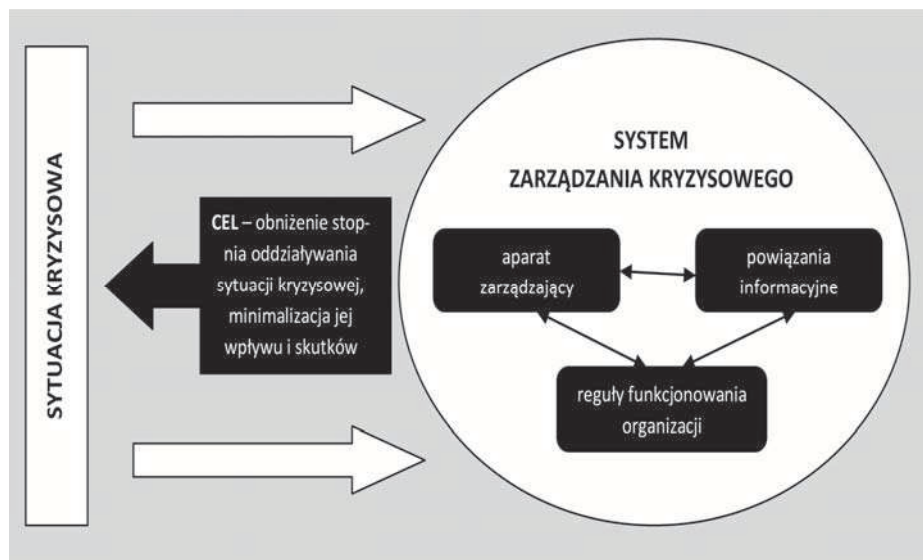 SYTUACJA KRYZYSOWA
CEL – obniżenie stop-
nia oddziaływania
sytuacji kryzysowej,
minimalizacja jej
wpływu i skutków
SYSTEM
ZARZĄDZANIA KRYZYSOWEGO
aparat
zarządzający
powiązania
informacyjne
reguły funkcjonowania
organizacji